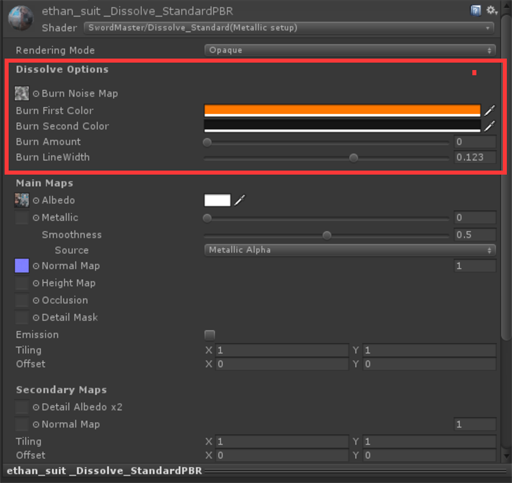 ethan_suit _Dissolve_StandardPBR
Shader SwordMaster/Dissolve_Standard(Metallic setup)
Rendering Mode Opaque
Dissolve Options
Burn Noise Map
Burn First Color
Burn Second Color
Burn Amount 0
Burn LineWidth 0.123
Main Maps
Albedo
Metallic 0
Smoothness 0.5
Source Metallic Alpha
Normal Map 1
Height Map
Occlusion
Detail Mask
Emission
Tiling X 1 Y 1
Offset X 0 Y 0
Secondary Maps
Detail Albedo x2
Normal Map 1
Tiling X 1 Y 1
Offset X 0 Y 0
ethan_suit _Dissolve_StandardPBR